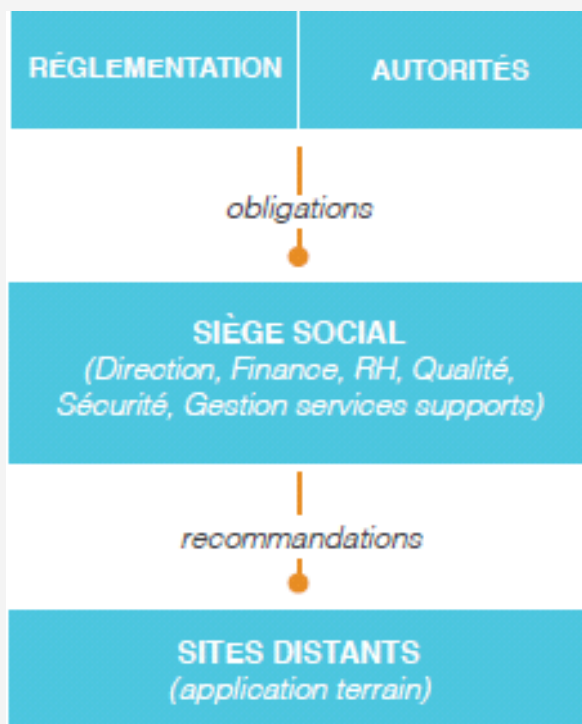 RÉGLEMENTATION
AUTORITÉS
obligations
SIÈGE SOCIAL
(Direction, Finance, RH, Qualité,
Sécurité, Gestion services supports)
recommandations
SITES DISTANTS
(application terrain)